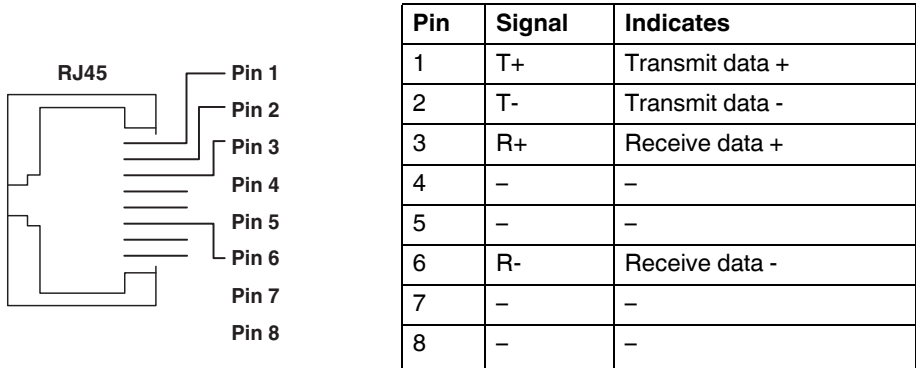 RJ45
Pin 1
Pin 2
Pin 3
Pin 4
Pin 5
Pin 6
Pin 7
Pin 8
Pin Signal Indicates
1 T+ Transmit data +
2 T- Transmit data -
3 R+ Receive data +
4 – –
5 – –
6 R- Receive data -
7 – –
8 – –